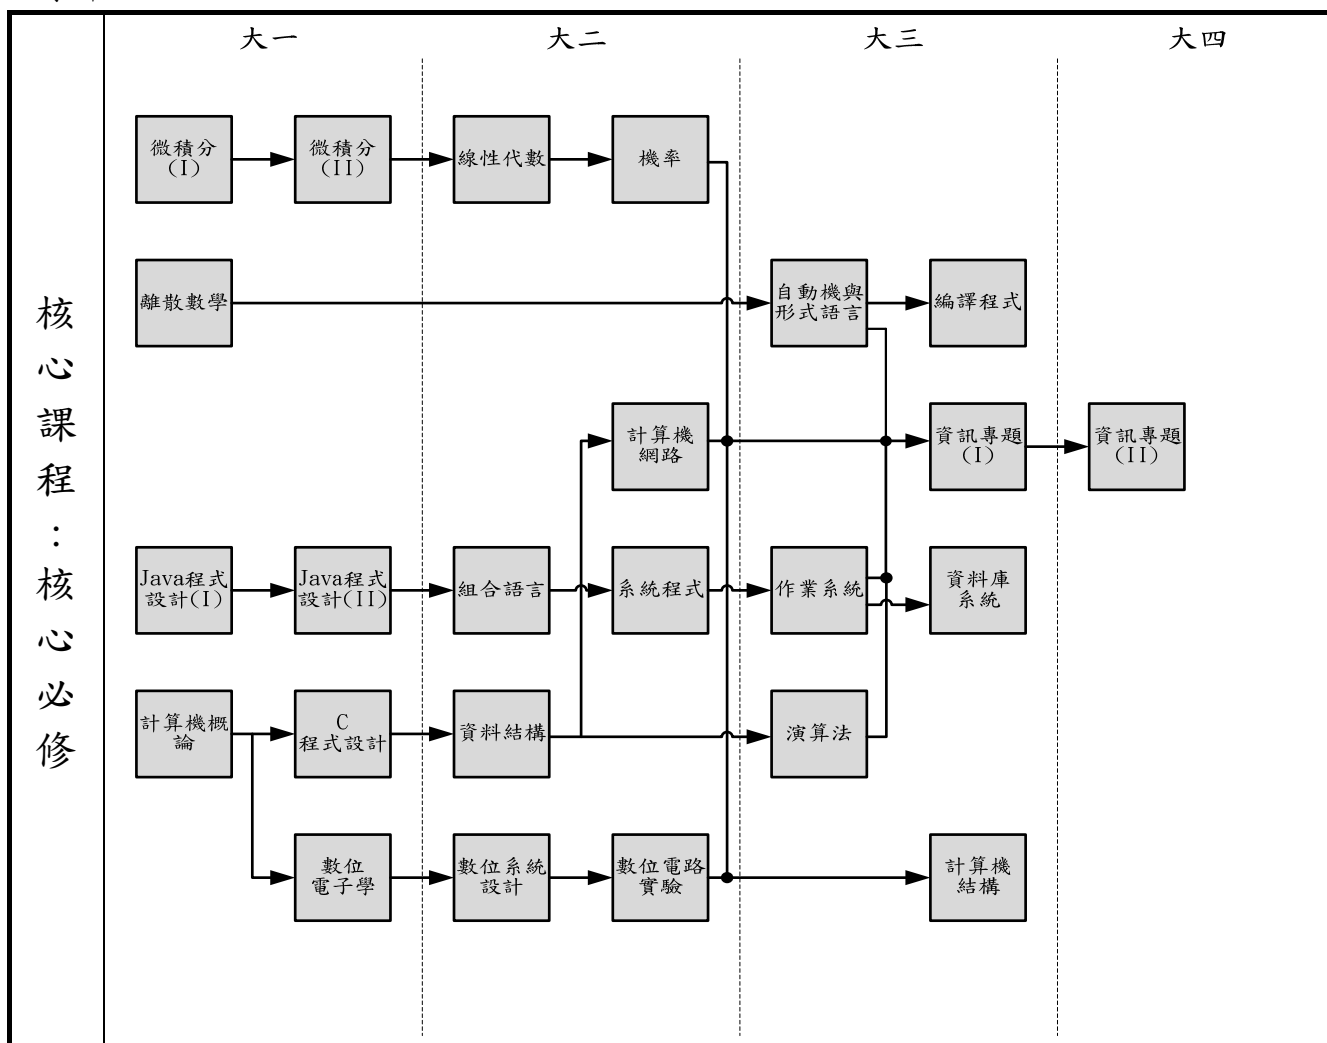 大一
大二
大三
大四
核心課程：核心必修
微積分
(I)
微積分
(II)
線性代數
機率
離散數學
自動機與
形式語言
編譯程式
計算機
網路
資訊專題
(I)
資訊專題
(II)
Java程式
設計(I)
Java程式
設計(II)
組合語言
系統程式
作業系統
資料庫
系統
計算機概
論
C
程式設計
資料結構
演算法
數位
電子學
數位系統
設計
數位電路
實驗
計算機
結構